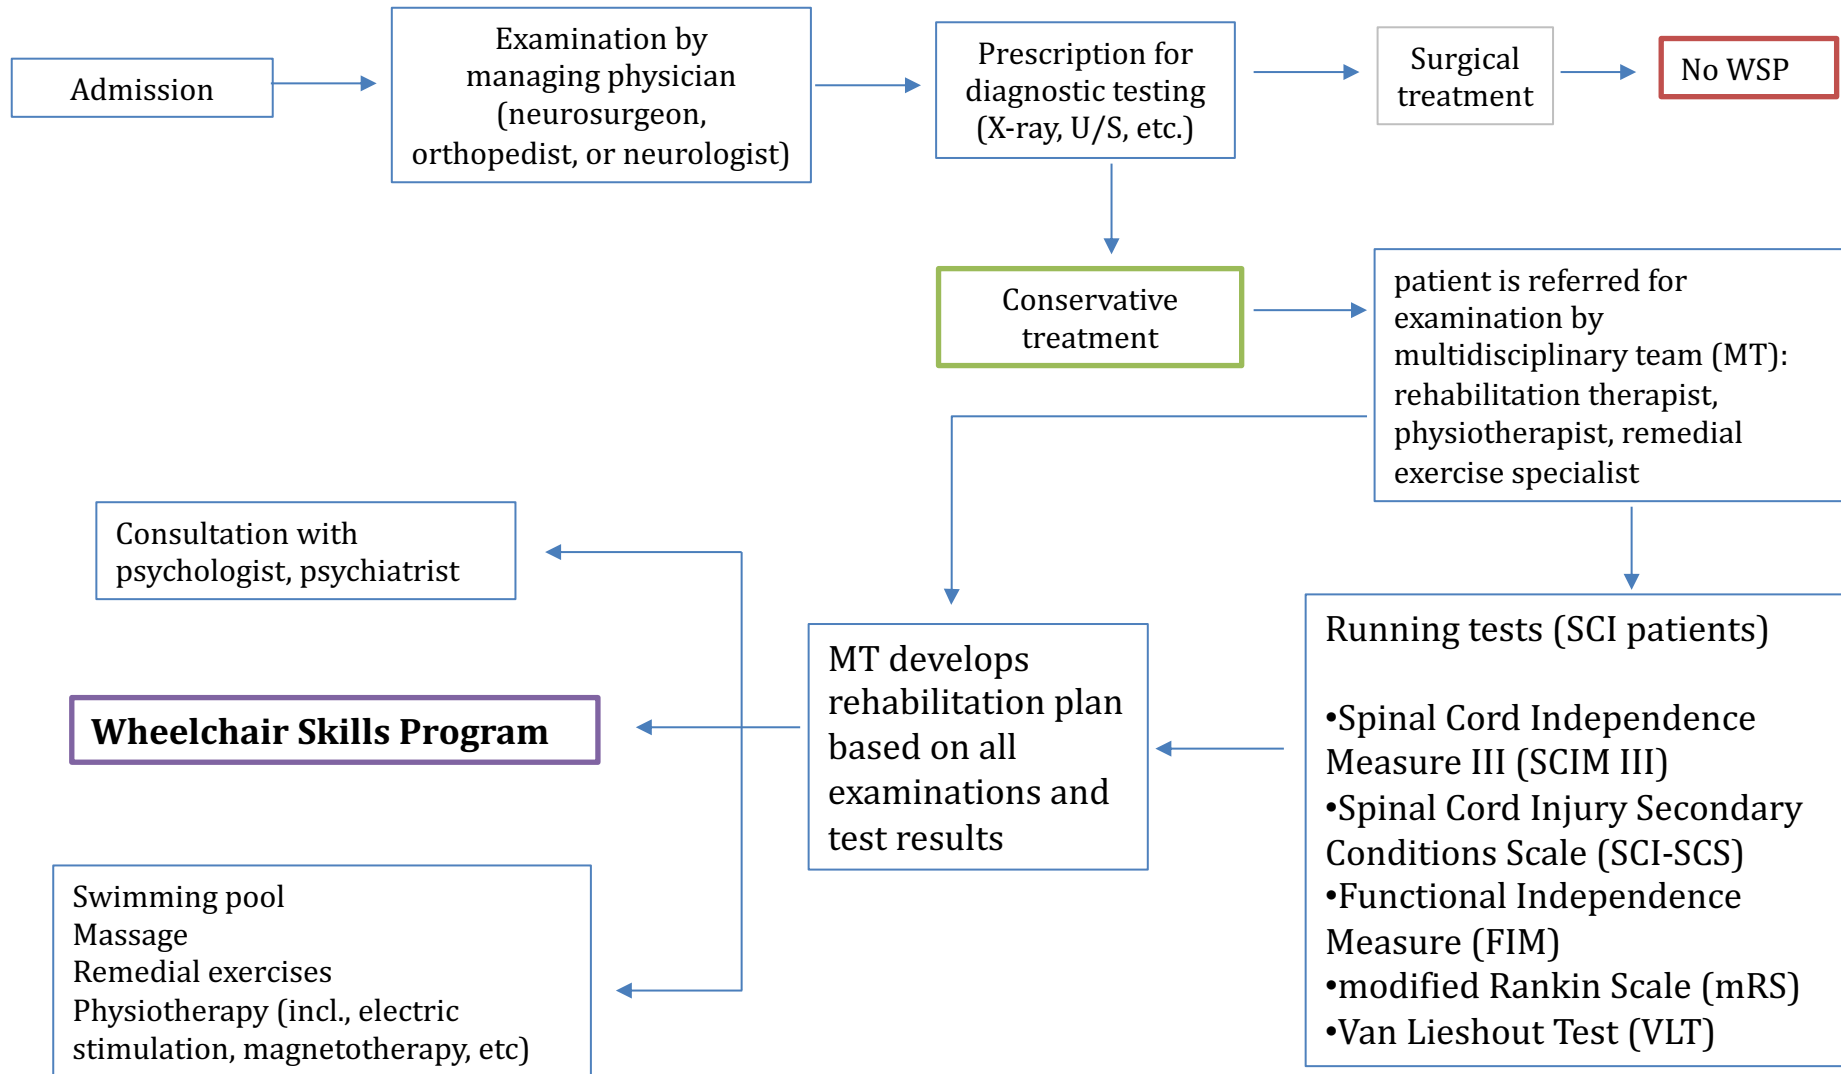 Admission
Examination by
managing physician
(neurosurgeon,
orthopedist, or neurologist)
Prescription for
diagnostic testing
(X-ray, U/S, etc.)
Surgical
treatment
No WSP
Conservative
treatment
patient is referred for
examination by
multidisciplinary team (MT):
rehabilitation therapist,
physiotherapist, remedial
exercise specialist
Running tests (SCI patients)
•Spinal Cord Independence
Measure III (SCIM III)
•Spinal Cord Injury Secondary
Conditions Scale (SCI-SCS)
•Functional Independence
Measure (FIM)
•modified Rankin Scale (mRS)
•Van Lieshout Test (VLT)
MT develops
rehabilitation plan
based on all
examinations and
test results
Consultation with
psychologist, psychiatrist
Wheelchair Skills Program
Swimming pool
Massage
Remedial exercises
Physiotherapy (incl., electric
stimulation, magnetotherapy, etc)